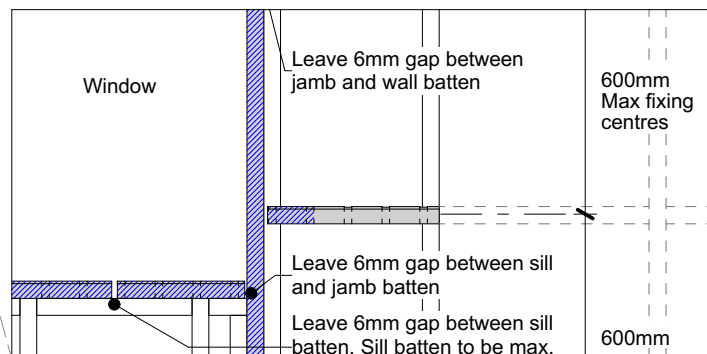 Leave 6mm gap between
jamb and wall batten
Window
600mm
Max fixing
centres
Leave 6mm gap between sill
and jamb batten
Leave 6mm gap between sill
batten. Sill batten to be max.
600mm